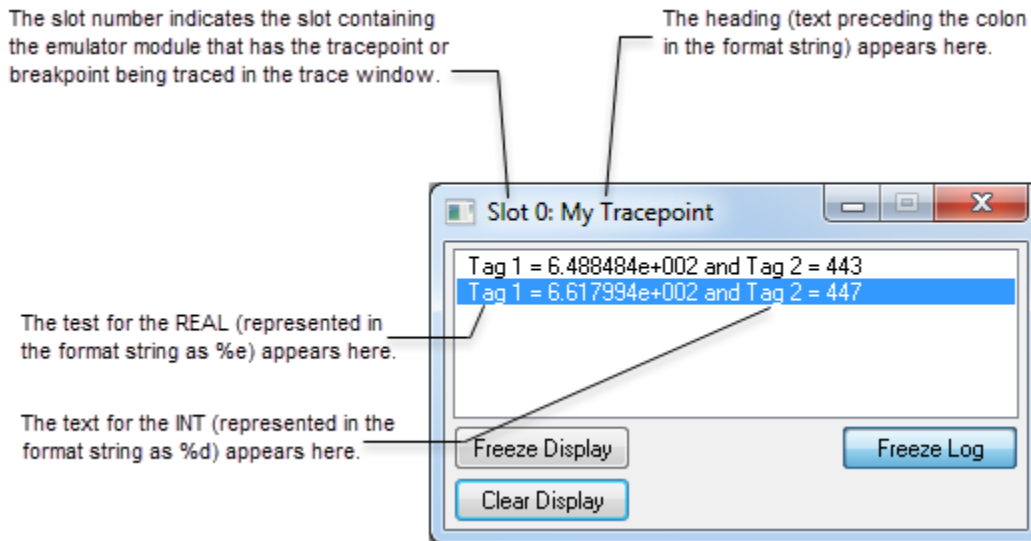 The slot number indicates the slot containing
the emulator module that has the tracepoint or
breakpoint being traced in the trace window.
The heading (text preceding the colon
in the format string) appears here.
Slot 0: My Tracepoint
Tag 1 = 6.488484e+002 and Tag 2 = 443
Tag 1 = 6.617994e+002 and Tag 2 = 447
The test for the REAL (represented in
the format string as %e) appears here.
The text for the INT (represented in the
format string as %d) appears here.
Freeze Display
Freeze Log
Clear Display